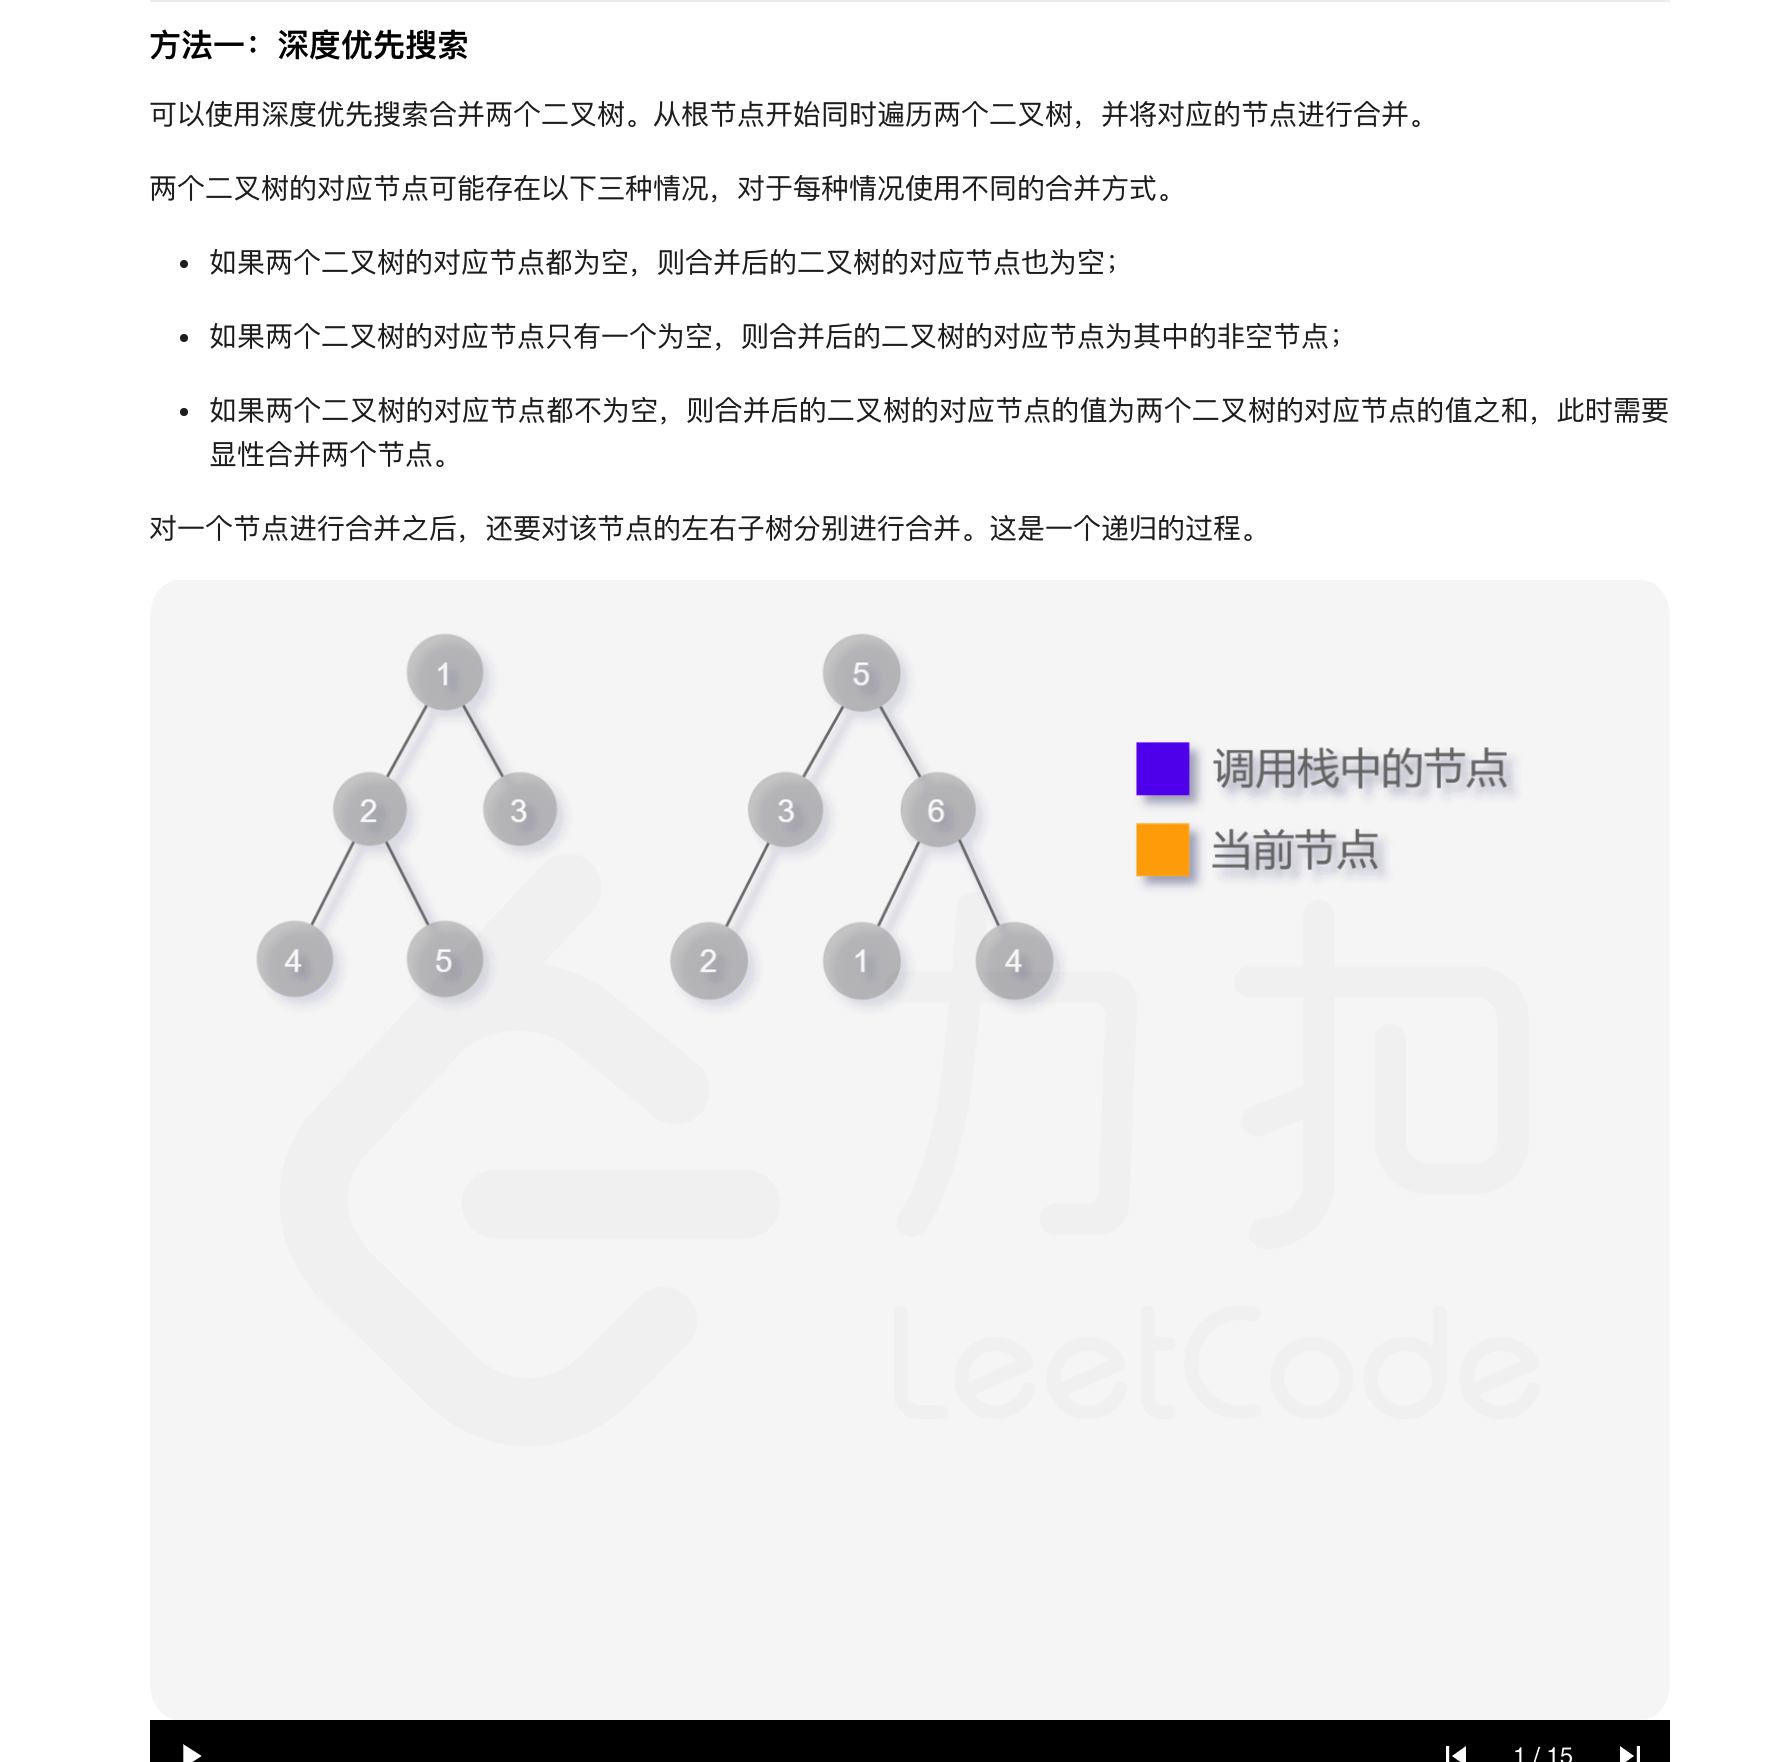 方法一：深度优先搜索
可以使用深度优先搜索合并两个二叉树。从根节点开始同时遍历两个二叉树，并将对应的节点进行合并。
两个二叉树的对应节点可能存在以下三种情况，对于每种情况使用不同的合并方式。
• 如果两个二叉树的对应节点都为空，则合并后的二叉树的对应节点也为空；
• 如果两个二叉树的对应节点只有一个为空，则合并后的二叉树的对应节点为其中的非空节点；
• 如果两个二叉树的对应节点都不为空，则合并后的二叉树的对应节点的值为两个二叉树的对应节点的值之和，此时需要
显性合并两个节点。
对一个节点进行合并之后，还要对该节点的左右子树分别进行合并。这是一个递归的过程。
1 5
2 3 3 6
调用栈中的节点
当前节点
4 5 2 1 4
力扣
LeetCode
1 / 15